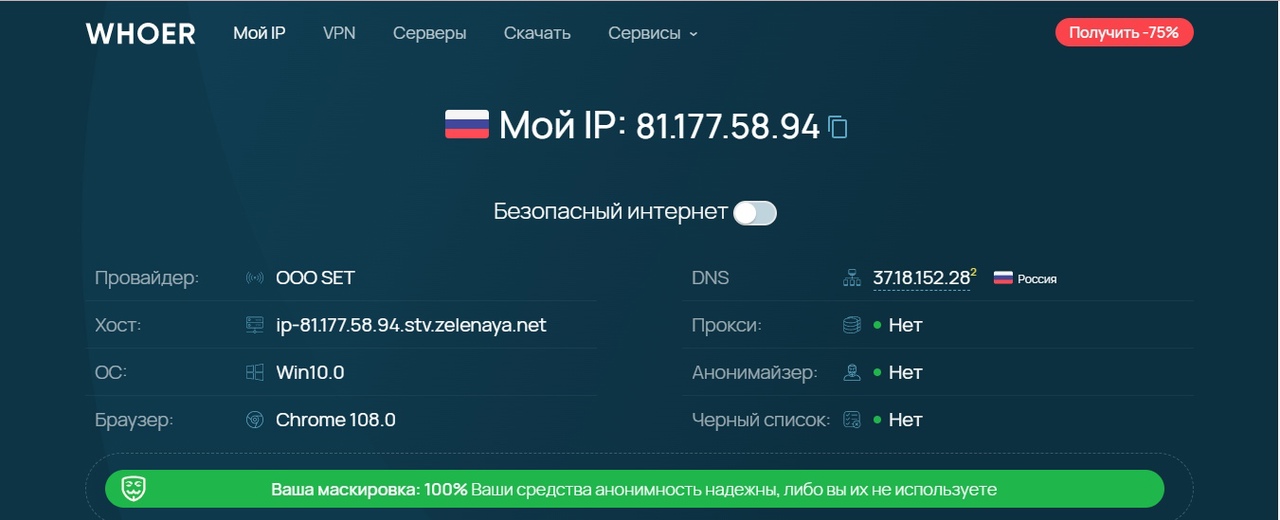 WHOER Мой IP VPN Серверы Скачать Сервисы Получить -75%
Мой IP: 81.177.58.94
Безопасный интернет
Провайдер: OOO SET DNS 37.18.152.28 2 Россия
Хост: ip-81.177.58.94.stv.zelenaya.net Прокси: Нет
ОС: Win10.0 Анонимайзер: Нет
Браузер: Chrome 108.0 Черный список: Нет
Ваша маскировка: 100% Ваши средства анонимность надежны, либо вы их не используете